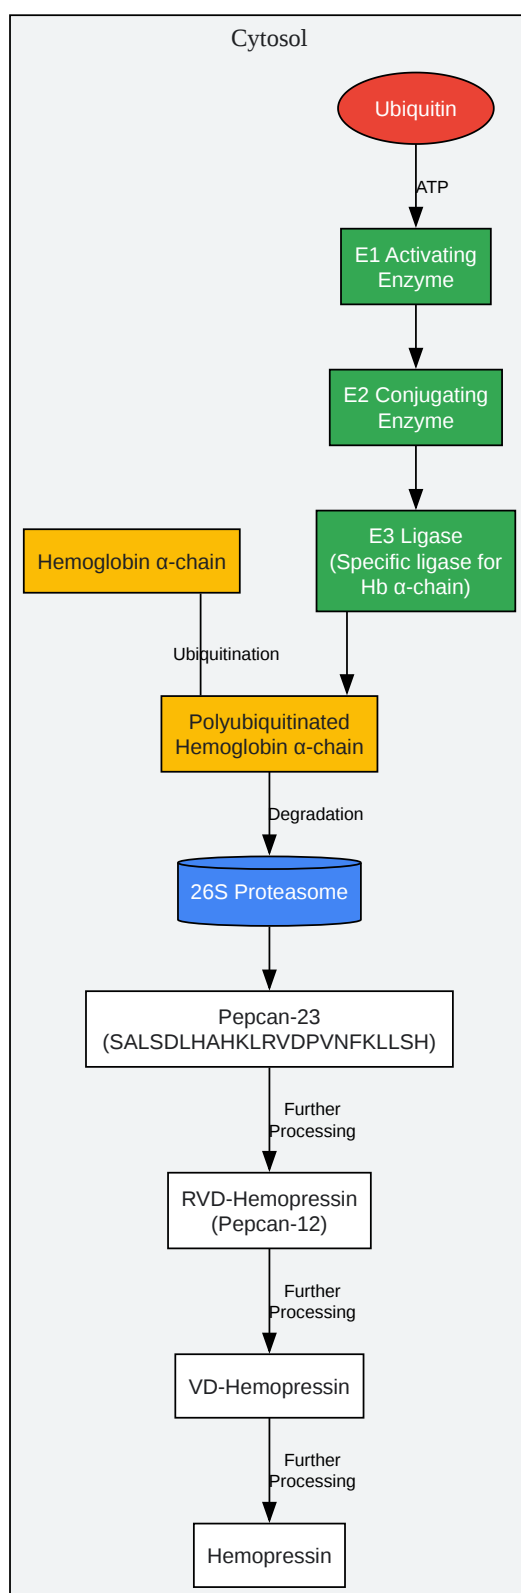 Cytosol
Ubiquitin
ATP
E1 Activating
Enzyme
E2 Conjugating
Enzyme
E3 Ligase
(Specific ligase for
Hb α-chain)
Hemoglobin α-chain
Ubiquitination
Polyubiquitinated
Hemoglobin α-chain
Degradation
26S Proteasome
Pepcan-23
(SALSDLHAHKLRVDPVNFKLLSH)
Further
Processing
RVD-Hemopressin
(Pepcan-12)
Further
Processing
VD-Hemopressin
Further
Processing
Hemopressin